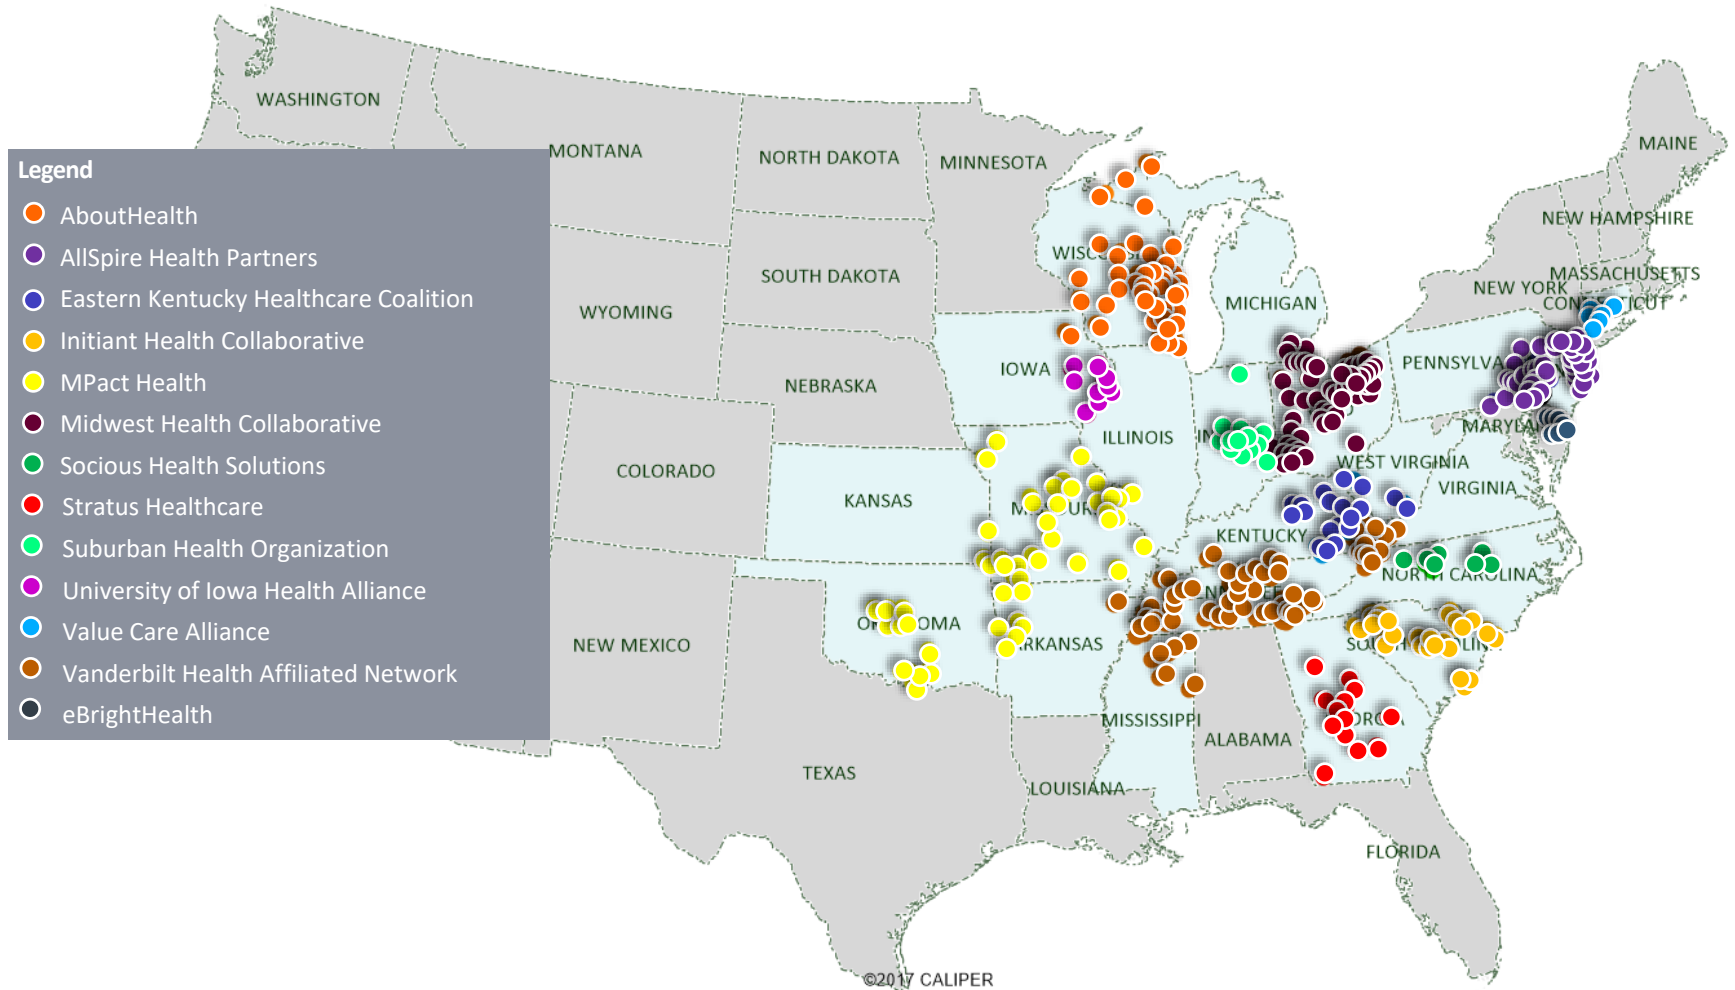 WASHINGTON
MONTANA
NORTH DAKOTA
MINNESOTA
MAINE
Legend
AboutHealth
AllSpire Health Partners
Eastern Kentucky Healthcare Coalition
Initiant Health Collaborative
MPact Health
Midwest Health Collaborative
Socious Health Solutions
Stratus Healthcare
Suburban Health Organization
University of Iowa Health Alliance
Value Care Alliance
Vanderbilt Health Affiliated Network
eBrightHealth
NEW HAMPSHIRE
SOUTH DAKOTA
MASSACHUSETTS
NEW YORK
WYOMING
MICHIGAN
IOWA
NEBRASKA
ILLINOIS
COLORADO
KANSAS
WEST VIRGINIA
VIRGINIA
KENTUCKY
NORTH CAROLINA
NEW MEXICO
MISSISSIPPI
ALABAMA
TEXAS
LOUISIANA
FLORIDA
©2017 CALIPER